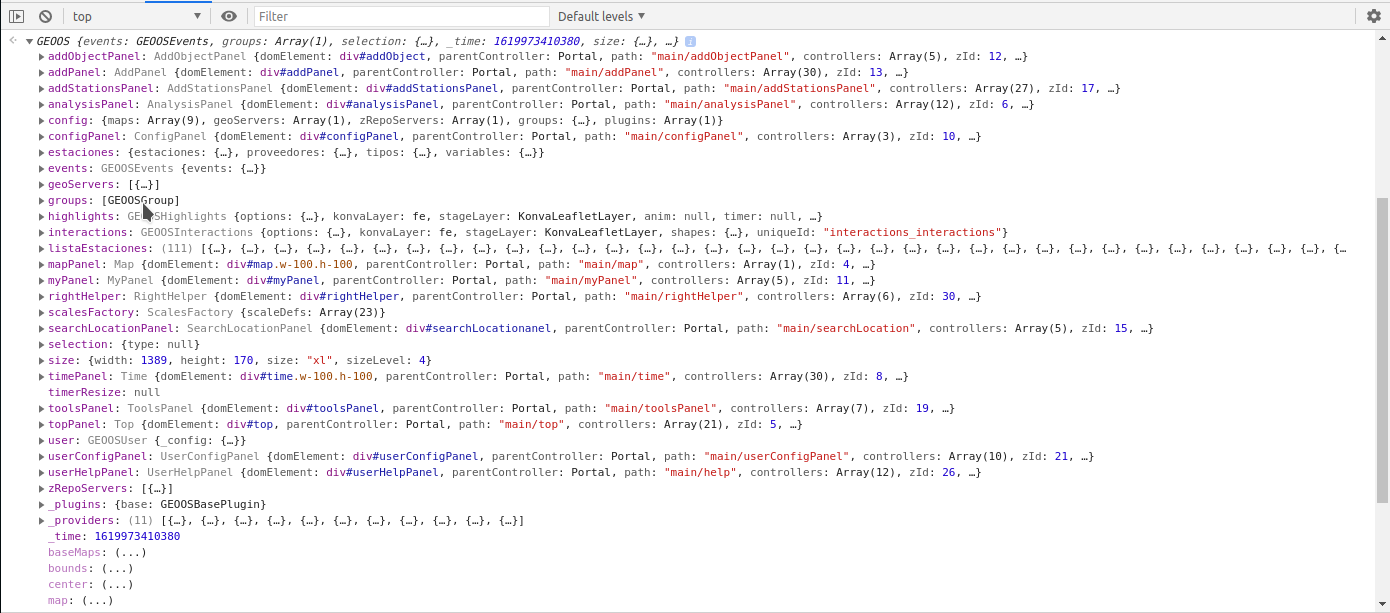 top
Filter
Default levels
GEOOS {events: GEOOSEvents, groups: Array(1), selection: {…}, _time: 1619973410380, size: {…}, …}
addObjectPanel: AddObjectPanel {domElement: div#addObject, parentController: Portal, path: "main/addObjectPanel", controllers: Array(5), zId: 12, …}
addPanel: AddPanel {domElement: div#addPanel, parentController: Portal, path: "main/addPanel", controllers: Array(30), zId: 13, …}
addStationsPanel: AddStationsPanel {domElement: div#addStationsPanel, parentController: Portal, path: "main/addStationsPanel", controllers: Array(27), zId: 17, …}
analysisPanel: AnalysisPanel {domElement: div#analysisPanel, parentController: Portal, path: "main/analysisPanel", controllers: Array(12), zId: 6, …}
config: {maps: Array(9), geoServers: Array(1), zRepoServers: Array(1), groups: {…}, plugins: Array(1)}
configPanel: ConfigPanel {domElement: div#configPanel, parentController: Portal, path: "main/configPanel", controllers: Array(3), zId: 10, …}
estaciones: {estaciones: {…}, proveedores: {…}, tipos: {…}, variables: {…}}
events: GEOOSEvents {events: {…}}
geoServers: [{…}]
groups: [GEOOSGroup]
highlights: GEOOSHighlights {options: {…}, konvaLayer: fe, stageLayer: KonvaLeafletLayer, anim: null, timer: null, …}
interactions: GEOOSInteractions {options: {…}, konvaLayer: fe, stageLayer: KonvaLeafletLayer, shapes: {…}, uniqueId: "interactions_interactions"}
listaEstaciones: (111) [{…}, {…}, {…}, {…}, {…}, {…}, {…}, {…}, {…}, {…}, {…}, {…}, {…}, {…}, {…}, {…}, {…}, {…}, {…}, {…}, {…}, {…}, {…}, {…}, {…}, {…}, {…}, {…}, {…}, {…}, {…}, {…}, {…}, {…}, {…
mapPanel: Map {domElement: div#map.w-100.h-100, parentController: Portal, path: "main/map", controllers: Array(1), zId: 4, …}
myPanel: MyPanel {domElement: div#myPanel, parentController: Portal, path: "main/myPanel", controllers: Array(5), zId: 11, …}
rightHelper: RightHelper {domElement: div#rightHelper, parentController: Portal, path: "main/rightHelper", controllers: Array(6), zId: 30, …}
scalesFactory: ScalesFactory {scaleDefs: Array(23)}
searchLocationPanel: SearchLocationPanel {domElement: div#searchLocationanel, parentController: Portal, path: "main/searchLocation", controllers: Array(5), zId: 15, …}
selection: {type: null}
size: {width: 1389, height: 170, size: "xl", sizeLevel: 4}
timePanel: Time {domElement: div#time.w-100.h-100, parentController: Portal, path: "main/time", controllers: Array(30), zId: 8, …}
timerResize: null
toolsPanel: ToolsPanel {domElement: div#toolsPanel, parentController: Portal, path: "main/toolsPanel", controllers: Array(7), zId: 19, …}
topPanel: Top {domElement: div#top, parentController: Portal, path: "main/top", controllers: Array(21), zId: 5, …}
user: GEOOSUser {_config: {…}}
userConfigPanel: UserConfigPanel {domElement: div#userConfigPanel, parentController: Portal, path: "main/userConfigPanel", controllers: Array(10), zId: 21, …}
userHelpPanel: UserHelpPanel {domElement: div#userHelpPanel, parentController: Portal, path: "main/help", controllers: Array(12), zId: 26, …}
zRepoServers: [{…}]
_plugins: {base: GEOOSBasePlugin}
_providers: (11) [{…}, {…}, {…}, {…}, {…}, {…}, {…}, {…}, {…}, {…}, {…}]
_time: 1619973410380
baseMaps: (...)
bounds: (...)
center: (...)
map: (...)